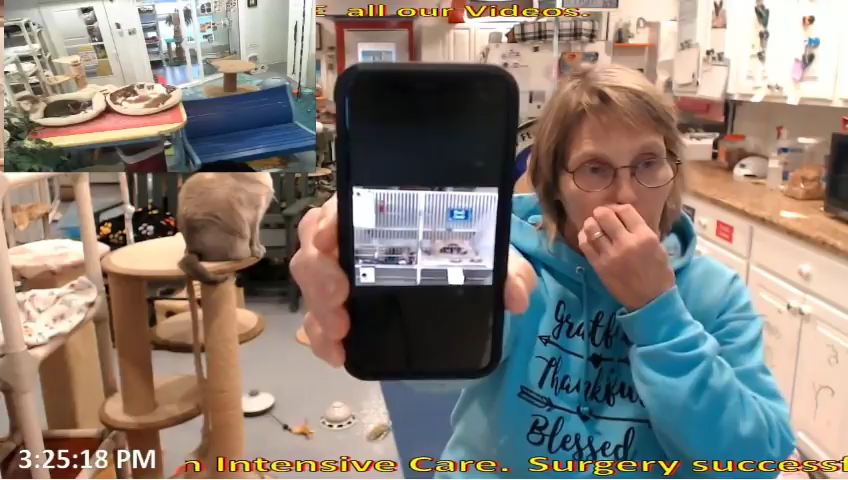 E all our Videos.
Grateful
Thankful
Blessed
3:25:18 PM
n Intensive Care. Surgery successf